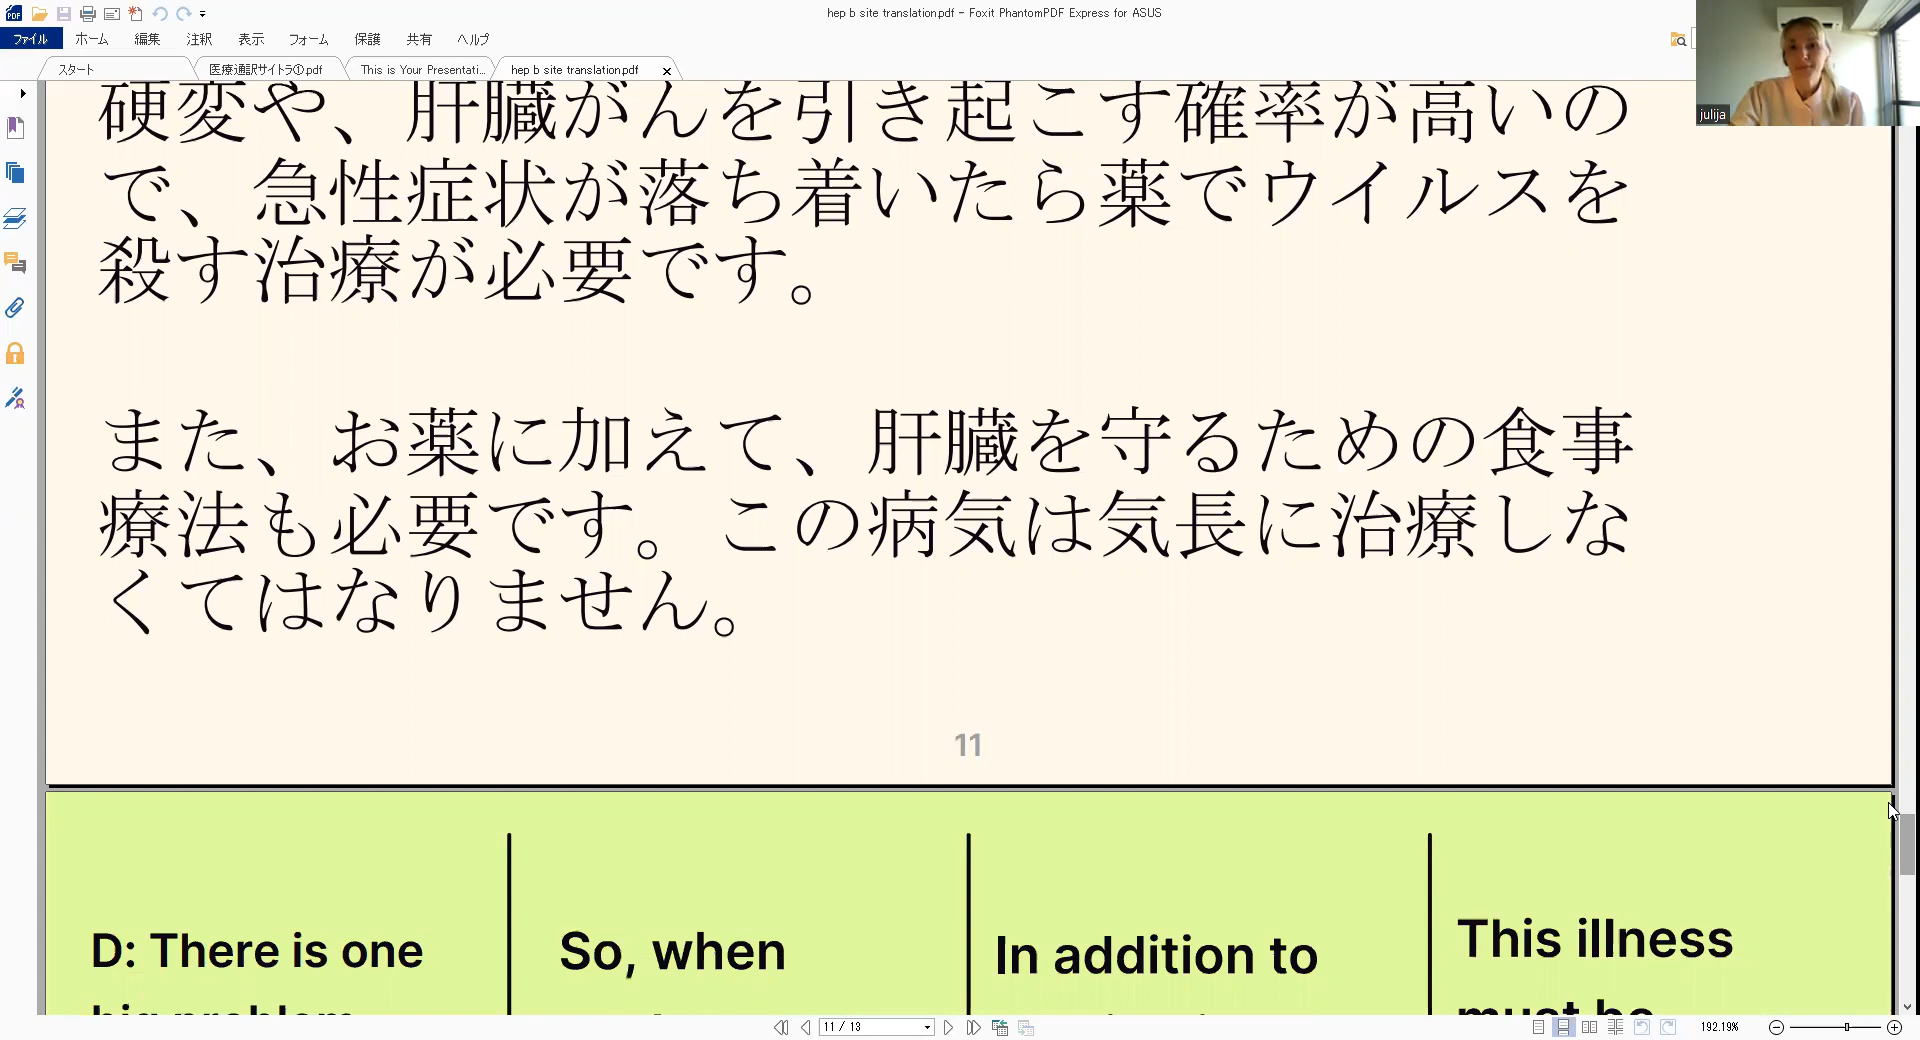 hep b site translation.pdf - Foxit PhantomPDF Express for ASUS
ファイル ホーム 編集 注釈 表示 フォーム 保護 共有 ヘルプ
スタート 医療通訳サイトラ①.pdf This is Your Presentati... hep b site translation.pdf
julija
硬変や、肝臓がんを引き起こす確率が高いの
で、急性症状が落ち着いたら薬でウイルスを
殺す治療が必要です。
また、お薬に加えて、肝臓を守るための食事
療法も必要です。この病気は気長に治療しな
くてはなりません。
11
D: There is one
big problem
So, when
In addition to
This illness
must be
11 / 13
192.19%